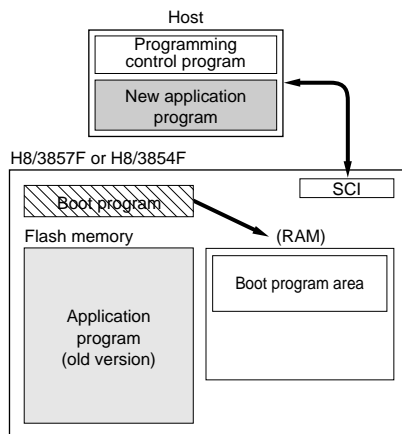 Host
Programming
control program
New application
program
H8/3857F or H8/3854F
SCI
Boot program
Flash memory
(RAM)
Boot program area
Application
program
(old version)